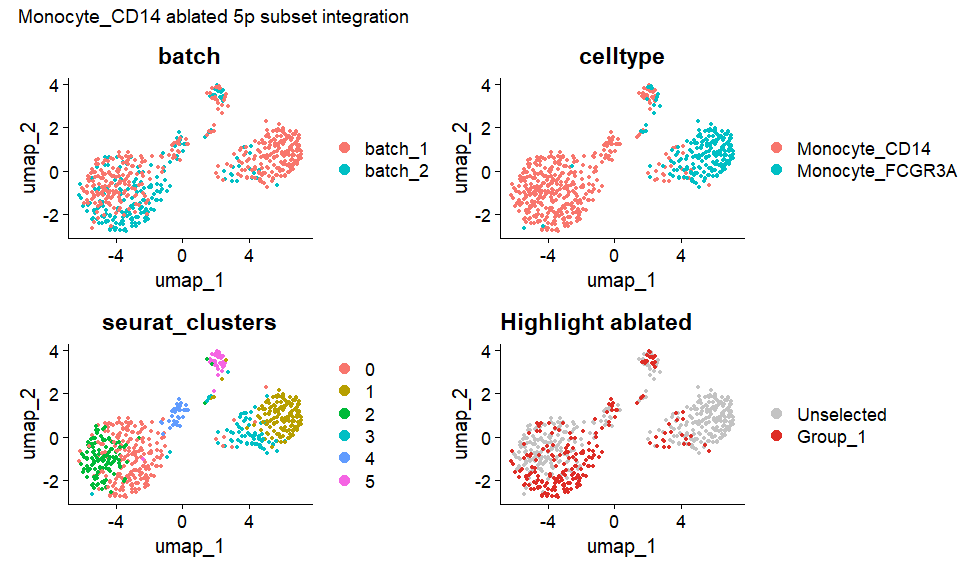 Monocyte_CD14 ablated 5p subset integration
batch
4
2
0
-2
umap_2
-4
0
4
umap_1
batch_1
batch_2
celltype
4
2
0
-2
umap_2
-4
0
4
umap_1
Monocyte_CD14
Monocyte_FCGR3A
seurat_clusters
4
2
0
-2
umap_2
-4
0
4
umap_1
0
1
2
3
4
5
Highlight ablated
4
2
0
-2
umap_2
-4
0
4
umap_1
Unselected
Group_1